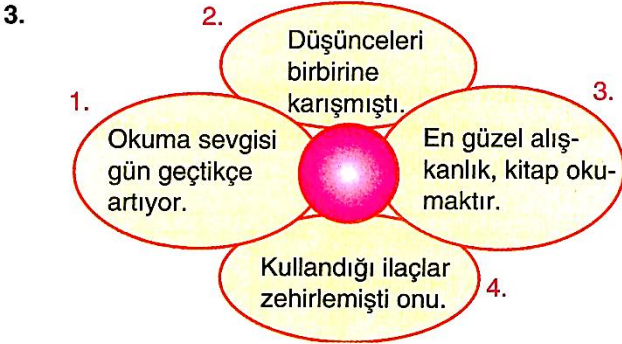 3.
1.
Okuma sevgisi
gün geçtikçe
artıyor.
2.
Düşünceleri
birbirine
karışmıştı.
3.
En güzel alış-
kanlık, kitap oku-
maktır.
4.
Kullandığı ilaçlar
zehirlemişti onu.